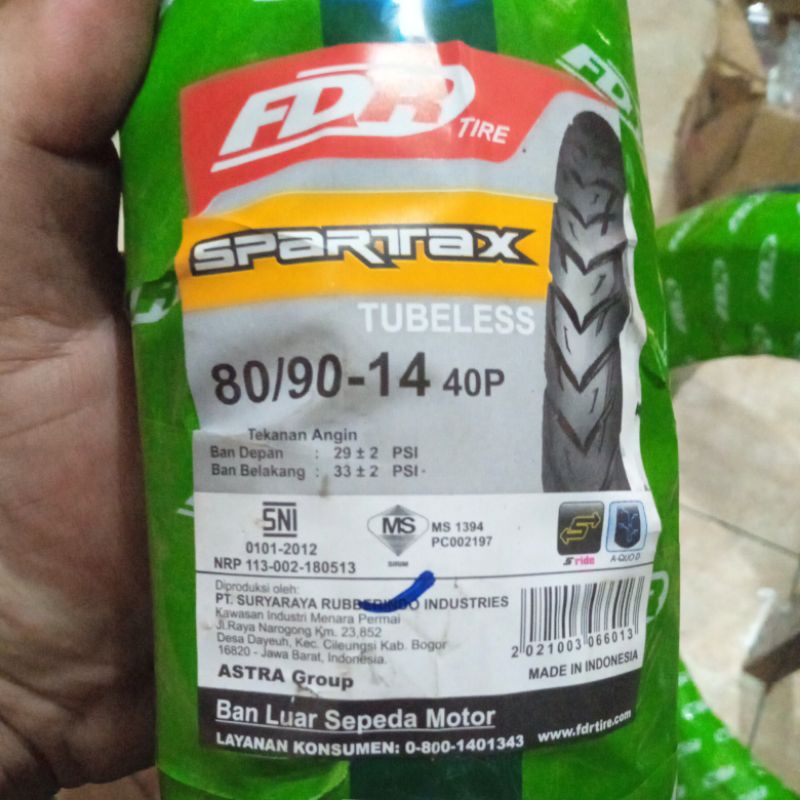 FDR TIRE
FDR
SPARTAX
TUBELESS
80/90-14 40P
Tekanan Angin
Ban Depan : 29 ± 2 PSI
Ban Belakang : 33 ± 2 PSI
SNI
0101-2012
NRP 113-002-180513
MS
SIRIM
MS 1394
PC002197
S ride
A-QUO D
Diproduksi oleh:
PT. SURYARAYA RUBBERINDO INDUSTRIES
Kawasan Industri Menara Permai
Jl.Raya Narogong Km. 23,852
Desa Dayeuh, Kec. Cileungsi Kab. Bogor
16820 - Jawa Barat, Indonesia.
ASTRA Group
2 021003 066013
MADE IN INDONESIA
Ban Luar Sepeda Motor
LAYANAN KONSUMEN: 0-800-1401343
www.fdrtire.com